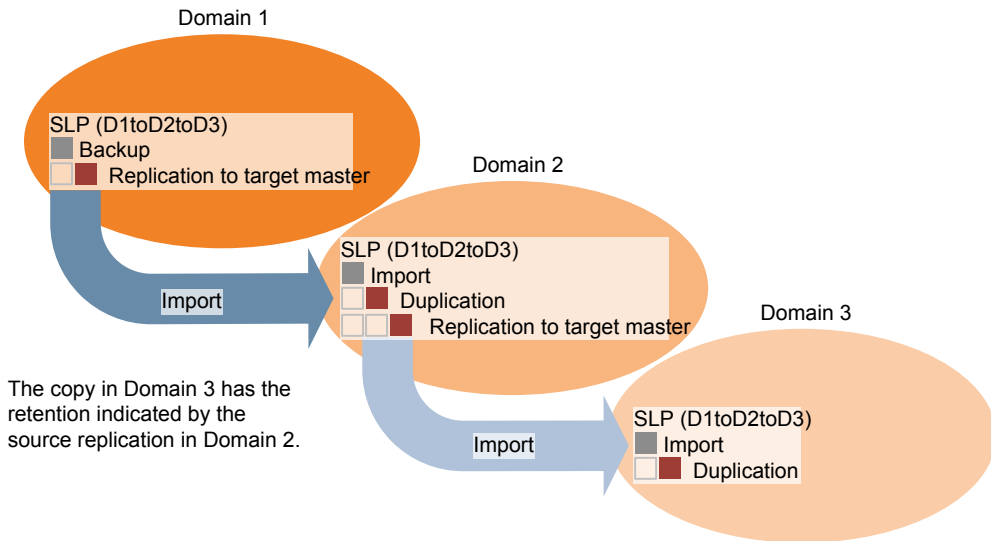 Domain 1
SLP (D1toD2toD3)
Backup
Replication to target master
Import
Domain 2
SLP (D1toD2toD3)
Import
Duplication
Replication to target master
Import
Domain 3
SLP (D1toD2toD3)
Import
Duplication
The copy in Domain 3 has the
retention indicated by the
source replication in Domain 2.